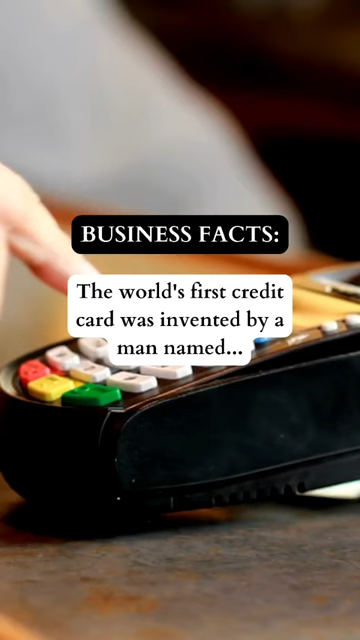 BUSINESS FACTS:
The world's first credit
card was invented by a
man named...